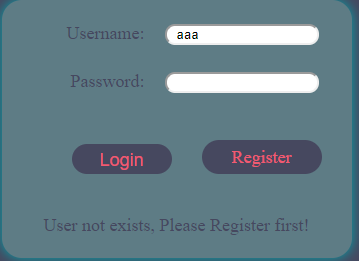 Username: aaa
Password:
Login Register
User not exists, Please Register first!